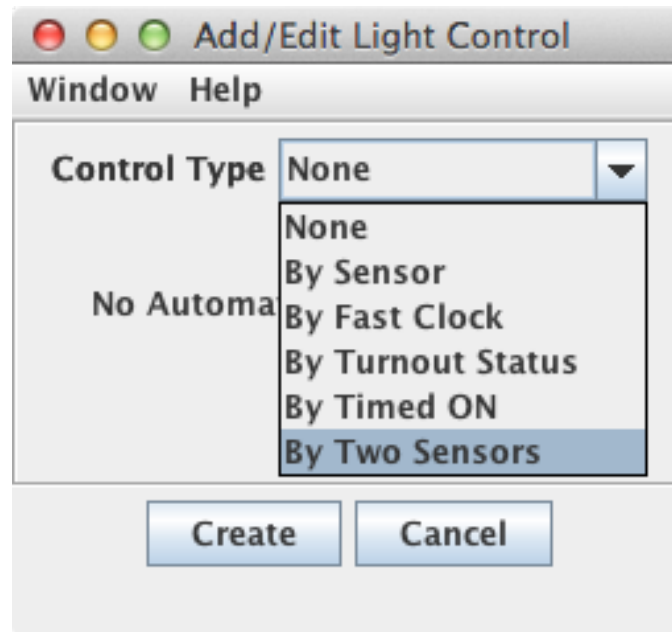 Add/Edit Light Control
Window Help
Control Type None
None
By Sensor
No
By Fast Clock
By Turnout Status
By Timed ON
By Two Sensors
Create Cancel